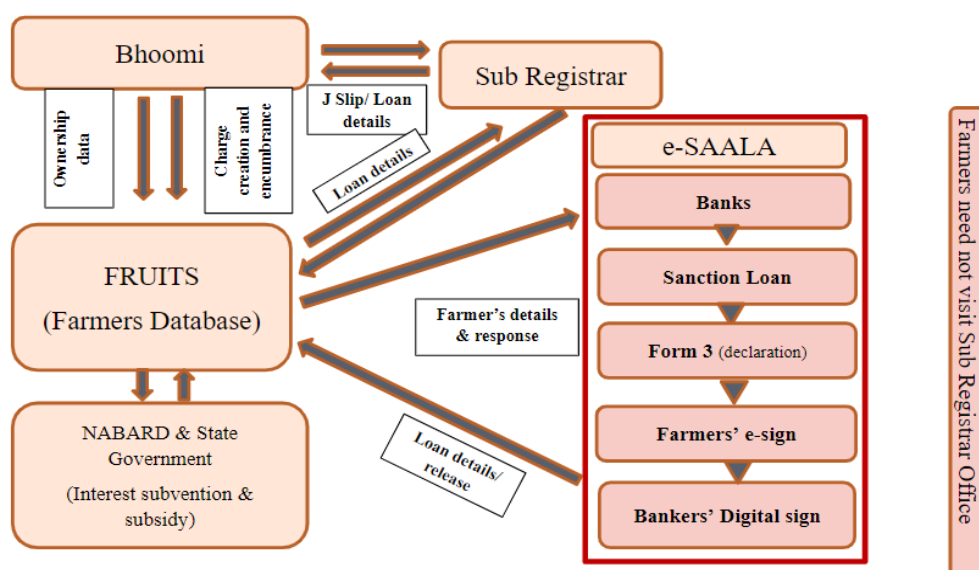 Bhoomi
Sub Registrar
Ownership
data
Charge
creation and
encumbrance
J Slip/ Loan
details
Loan details
e-SAALA
Banks
Sanction Loan
Form 3 (declaration)
Farmers' e-sign
Bankers' Digital sign
FRUITS
(Farmers Database)
Farmer's details
& response
Loan details/
release
NABARD & State
Government
(Interest subvention &
subsidy)
Farmers need not visit Sub Registrar Office